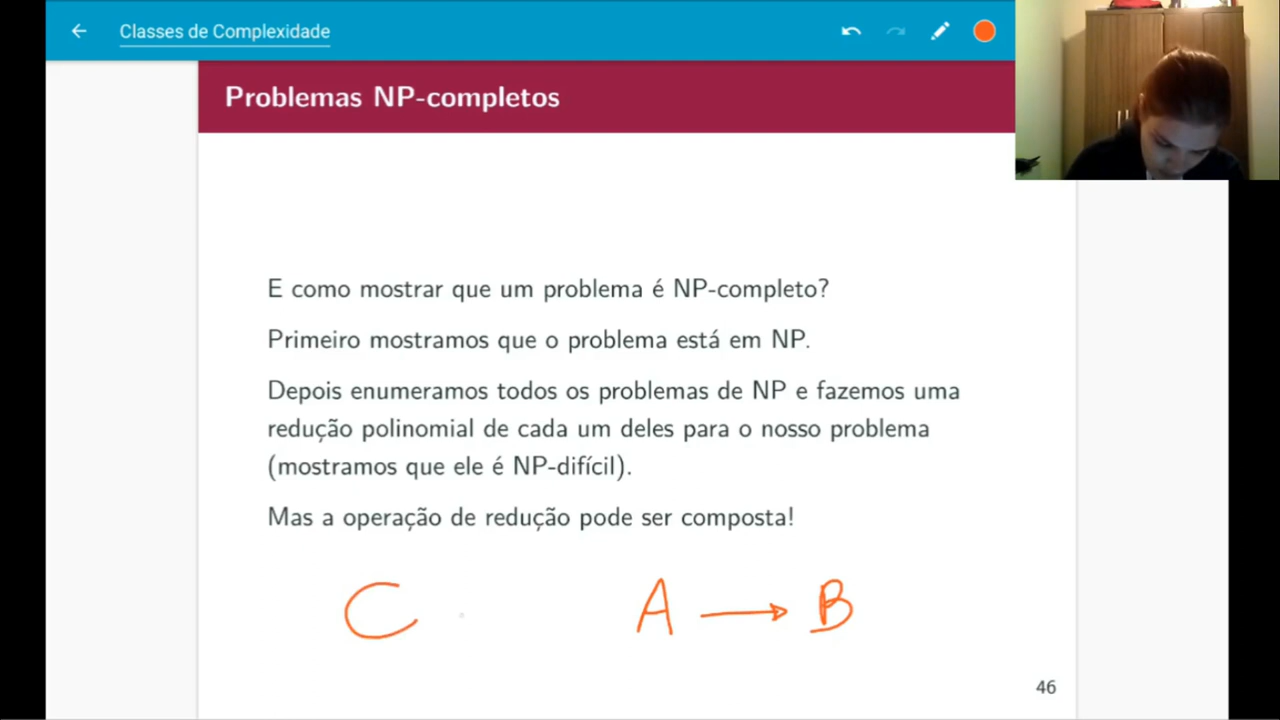 Classes de Complexidade
Problemas NP-completos
E como mostrar que um problema é NP-completo?
Primeiro mostramos que o problema está em NP.
Depois enumeramos todos os problemas de NP e fazemos uma
redução polinomial de cada um deles para o nosso problema
(mostramos que ele é NP-difícil).
Mas a operação de redução pode ser composta!
C A → B
46